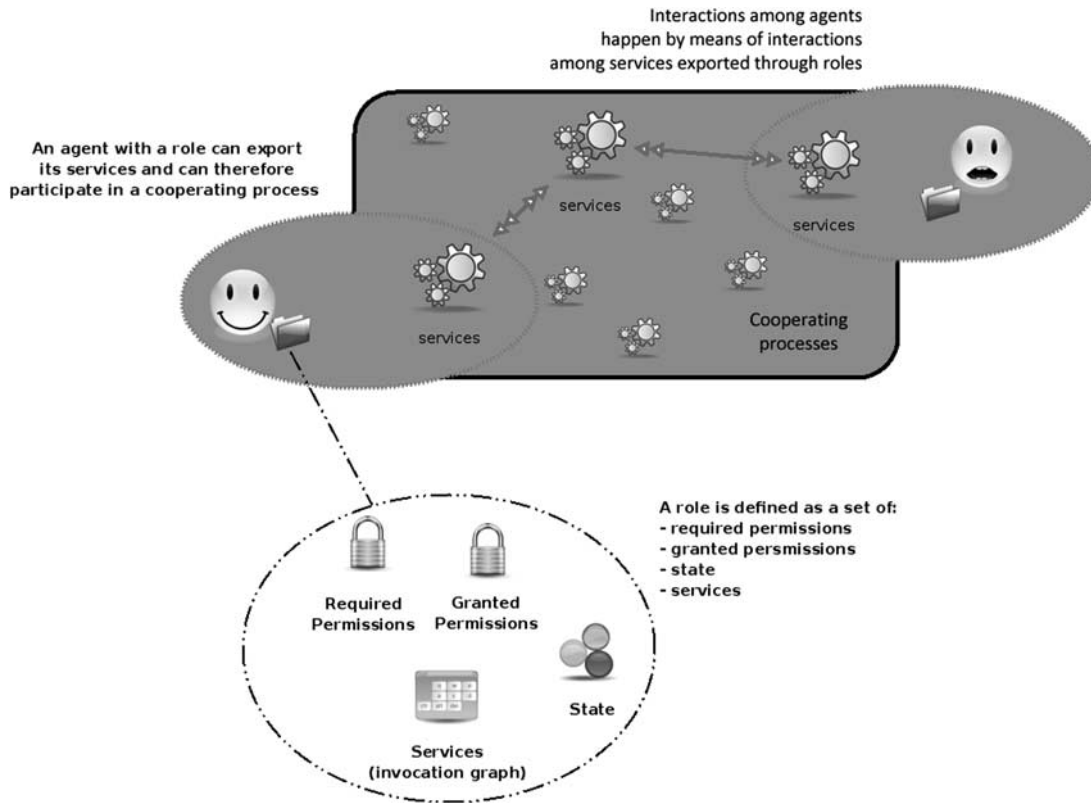 Interactions among agents
happen by means of interactions
among services exported through roles
An agent with a role can export
its services and can therefore
participate in a cooperating process
services
services
services
Cooperating
processes
A role is defined as a set of:
- required permissions
- granted persmissions
- state
- services
Required
Permissions
Granted
Permissions
State
Services
(invocation graph)